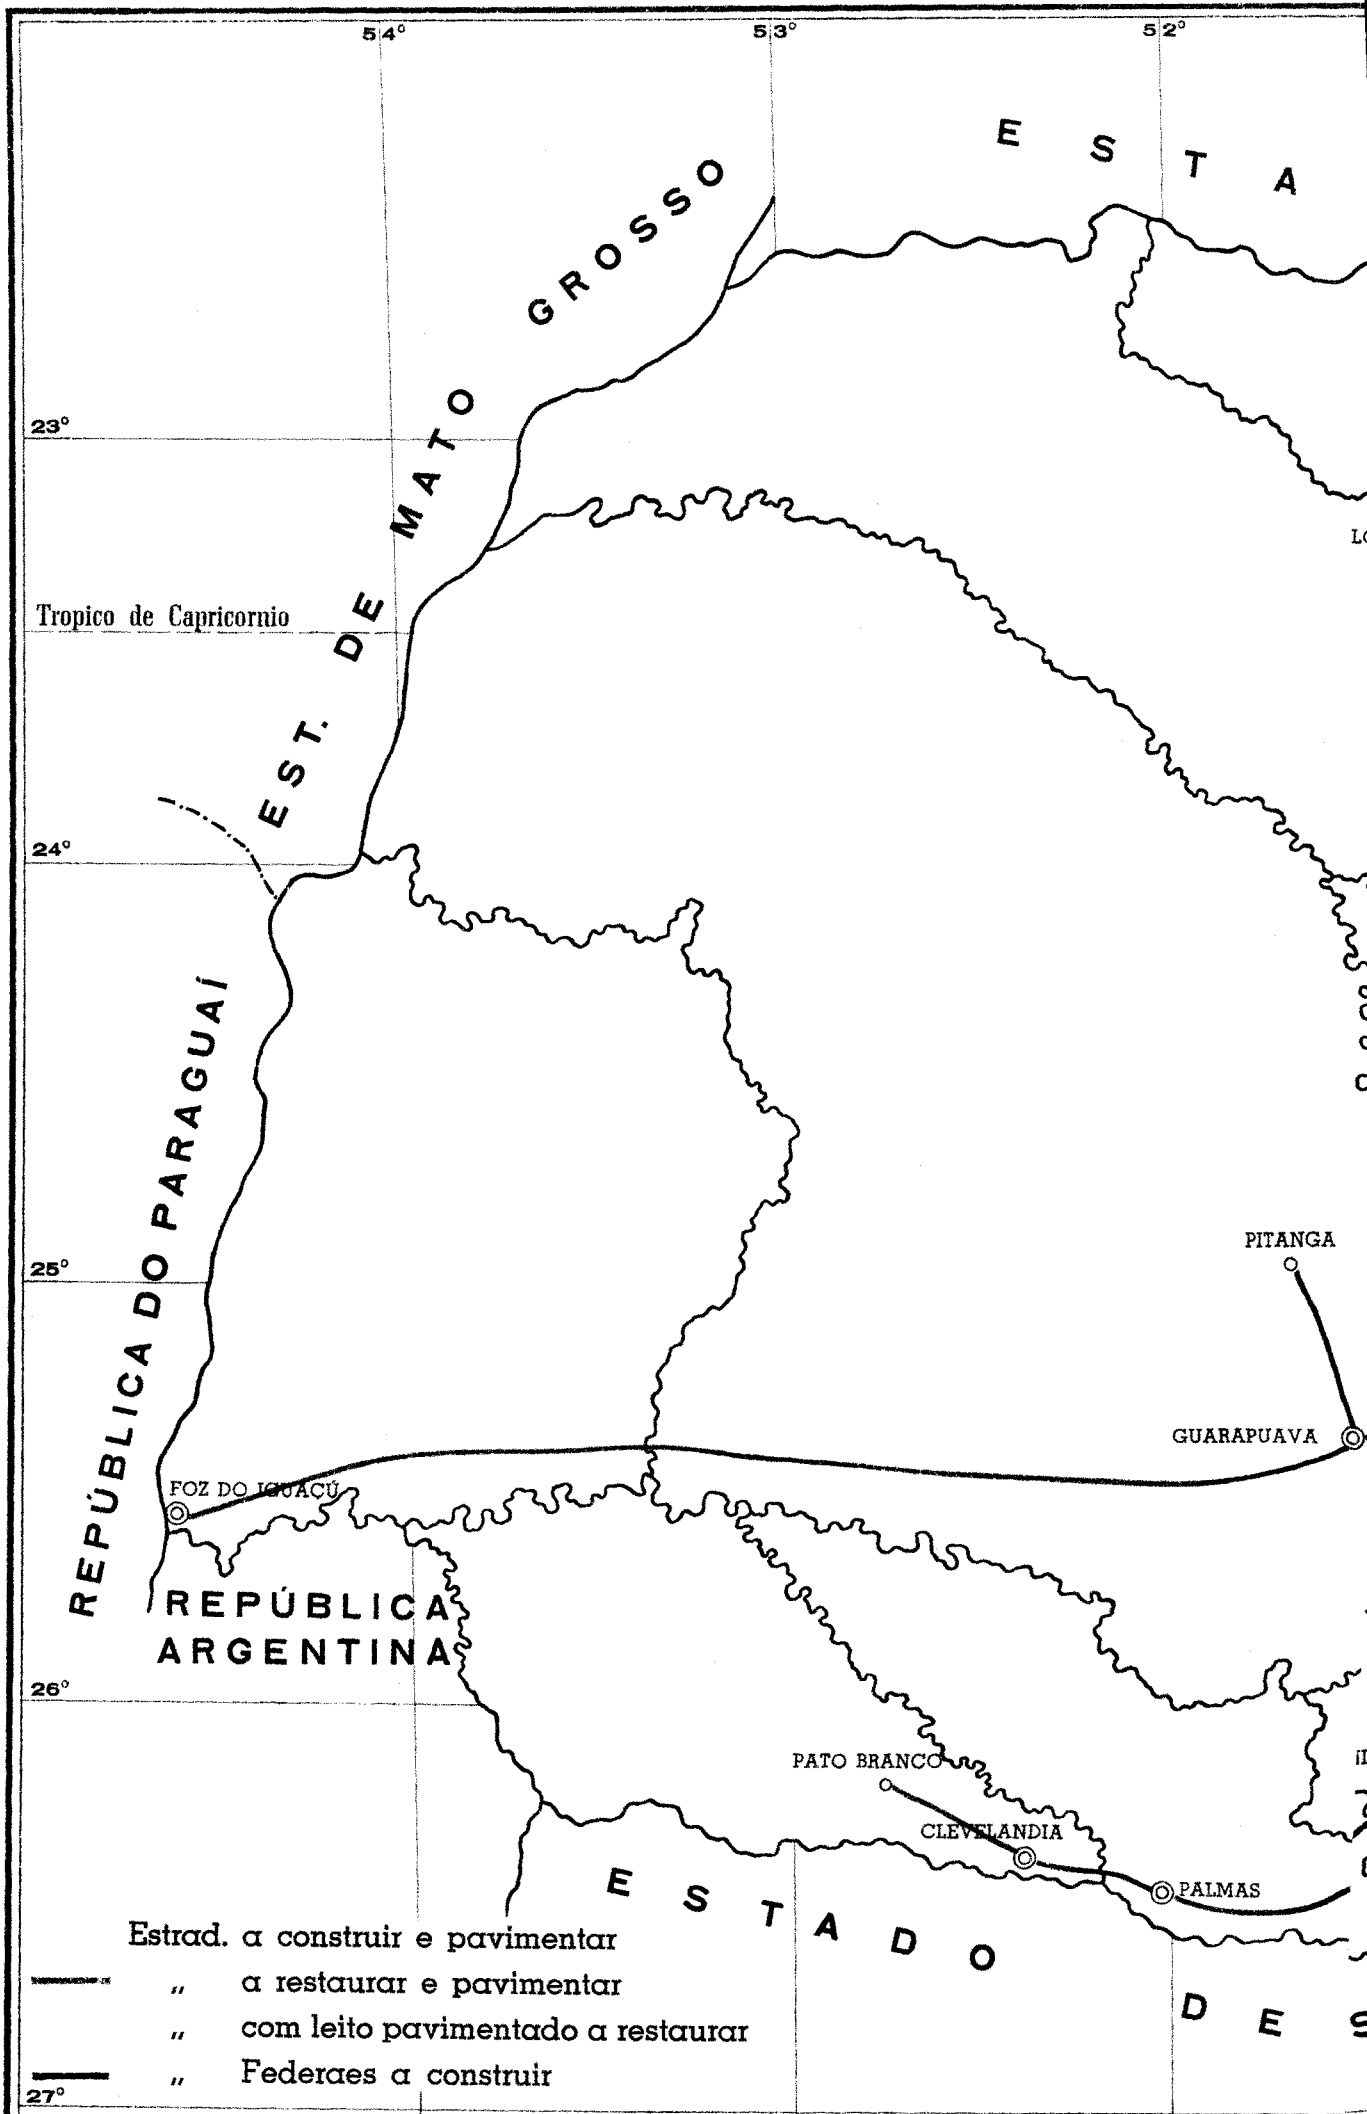 54° 53° 52°
E S T A
EST. DE MATO GROSSO
23°
Tropico de Capricornio
24°
REPÚBLICA DO PARAGUAÍ
25°
PITANGA
GUARAPUAVA
FOZ DO IGUAÇÚ
REPÚBLICA
ARGENTINA
26°
PATO BRANCO
CLEVELANDIA
PALMAS
ESTADO
DE S
Estrad. a construir e pavimentar
„ a restaurar e pavimentar
„ com leito pavimentado a restaurar
„ Federaes a construir
27°